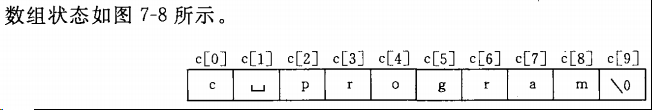 数组状态如图 7-8 所示。
c[0] c[1] c[2] c[3] c[4] c[5] c[6] c[7] c[8] c[9]
c ␣ p r o g r a m \0